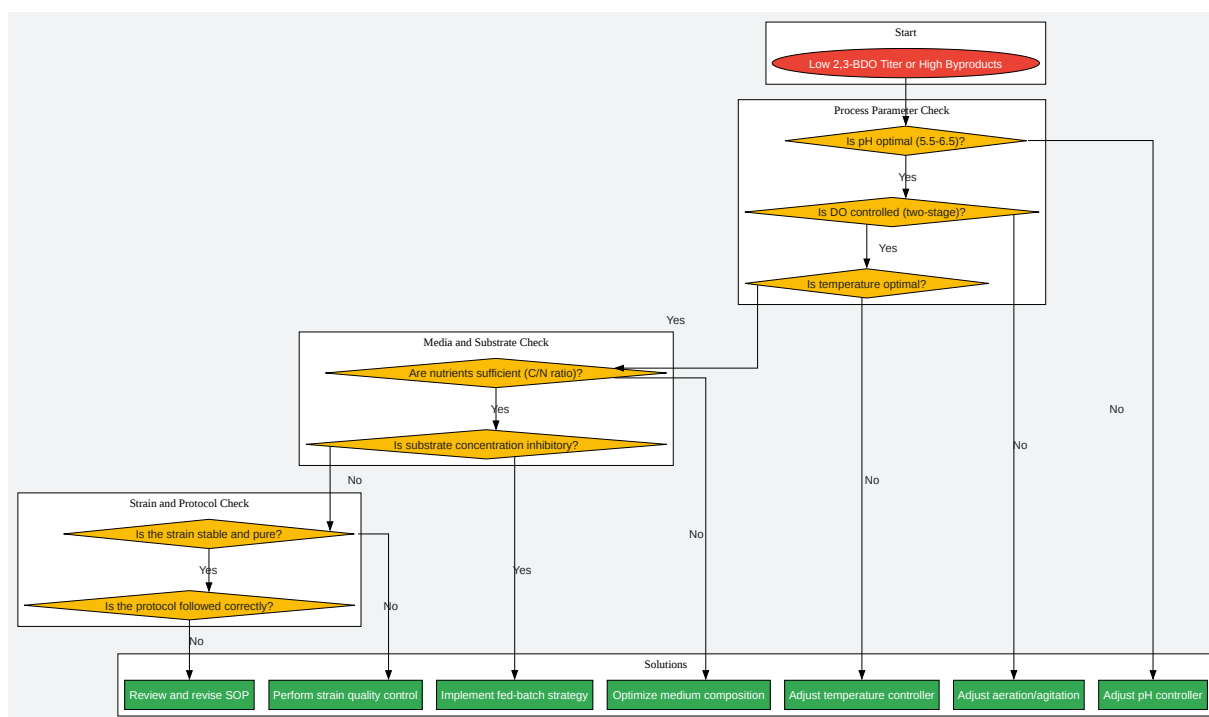 Start
Low 2,3-BDO Titer or High Byproducts
Process Parameter Check
Is pH optimal (5.5-6.5)?
Yes
Is DO controlled (two-stage)?
Yes
Is temperature optimal?
Yes
Media and Substrate Check
Are nutrients sufficient (C/N ratio)?
Yes
No
Is substrate concentration inhibitory?
No
No
No
Strain and Protocol Check
Is the strain stable and pure?
No
Yes
Yes
Is the protocol followed correctly?
No
No
Solutions
Review and revise SOP
Perform strain quality control
Implement fed-batch strategy
Optimize medium composition
Adjust temperature controller
Adjust aeration/agitation
Adjust pH controller